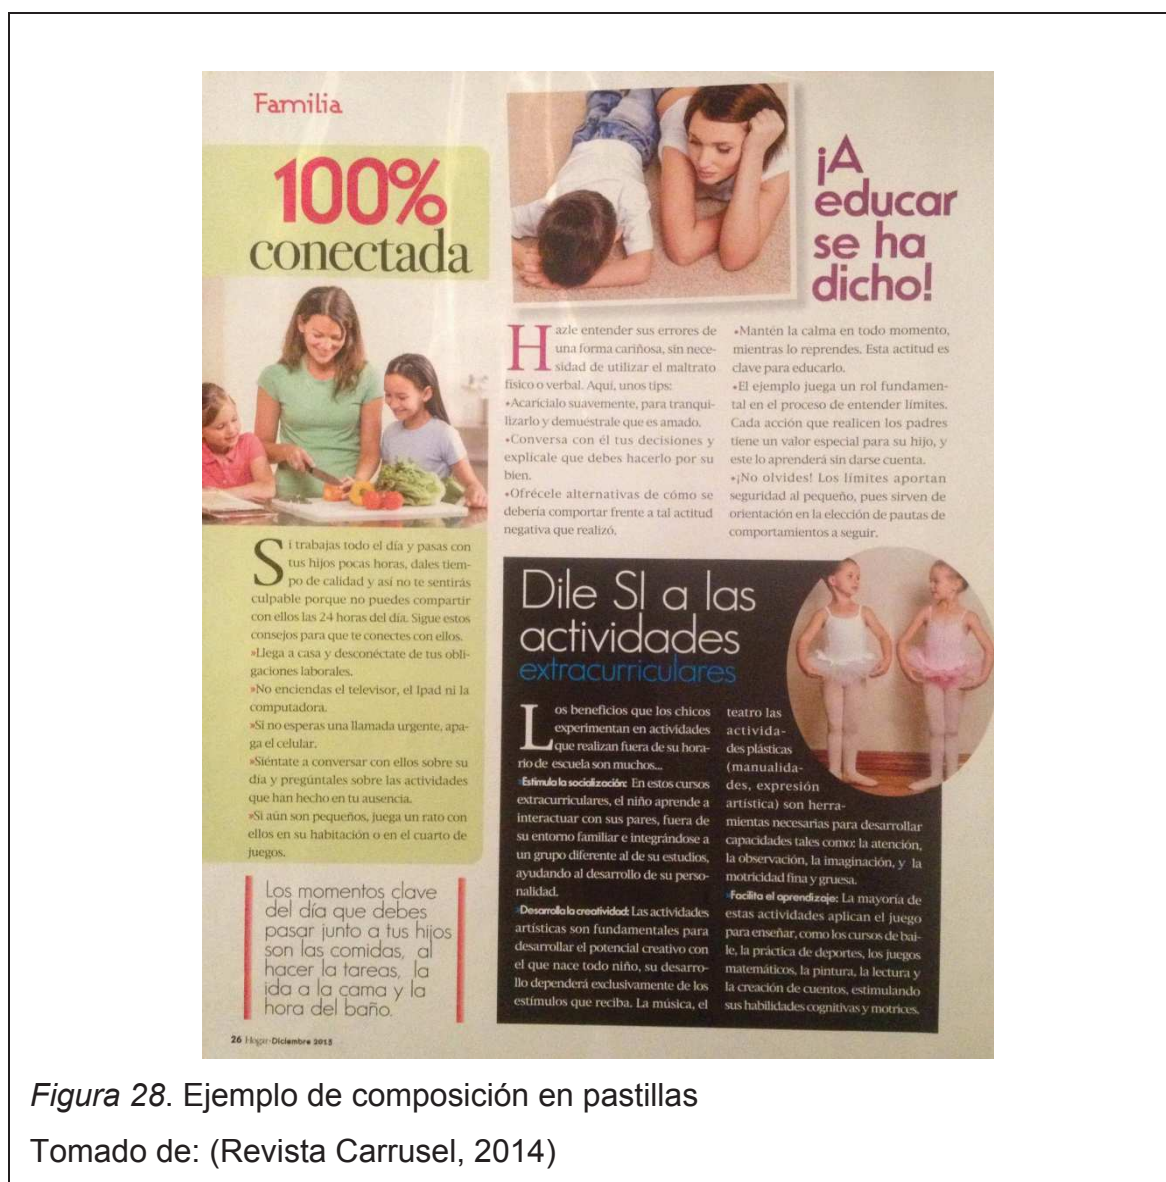 Familia
100%
conectada
Si trabajas todo el día y pasas con
tus hijos pocas horas, dales tiem-
po de calidad y así no te sentirás
culpable porque no puedes compartir
con ellos las 24 horas del día. Sigue estos
consejos para que te conectes con ellos.
»Llega a casa y desconéctate de tus obli-
gaciones laborales.
»No enciendas el televisor, el Ipad ni la
computadora.
»Si no esperas una llamada urgente, apa-
ga el celular.
»Siéntate a conversar con ellos sobre su
día y pregúntales sobre las actividades
que han hecho en tu ausencia.
»Si aún son pequeños, juega un rato con
ellos en su habitación o en el cuarto de
juegos.
Los momentos clave
del día que debes
pasar junto a tus hijos
son las comidas, al
hacer la tareas, la
ida a la cama y la
hora del baño.
¡A
educar
se ha
dicho!
Hazle entender sus errores de
una forma cariñosa, sin nece-
sidad de utilizar el maltrato
físico o verbal. Aquí, unos tips:
»Acarícialo suavemente, para tranqui-
lizarlo y demuéstrale que es amado.
»Conversa con él tus decisiones y
explícale que debes hacerlo por su
bien.
»Ofrécele alternativas de cómo se
debería comportar frente a tal actitud
negativa que realizó.
»Mantén la calma en todo momento,
mientras lo reprendes. Esta actitud es
clave para educarlo.
»El ejemplo juega un rol fundamen-
tal en el proceso de entender límites.
Cada acción que realicen los padres
tiene un valor especial para su hijo, y
este lo aprenderá sin darse cuenta.
»¡No olvides! Los límites aportan
seguridad al pequeño, pues sirven de
orientación en la elección de pautas de
comportamientos a seguir.
Dile SI a las
actividades
extracurriculares
Los beneficios que los chicos
experimentan en actividades
que realizan fuera de su hora-
rio de escuela son muchos...
»Estimula la socialización: En estos cursos
extracurriculares, el niño aprende a
interactuar con sus pares, fuera de
su entorno familiar e integrándose a
un grupo diferente al de su estudios,
ayudando al desarrollo de su perso-
nalidad.
»Desarrolla la creatividad: Las actividades
artísticas son fundamentales para
desarrollar el potencial creativo con
el que nace todo niño, su desarro-
llo dependerá exclusivamente de los
estímulos que reciba. La música, el
teatro las
activida-
des plásticas
(manualida-
des, expresión
artística) son herra-
mientas necesarias para desarrollar
capacidades tales como: la atención,
la observación, la imaginación, y la
motricidad fina y gruesa.
»Facilita el aprendizaje: La mayoría de
estas actividades aplican el juego
para enseñar, como los cursos de bai-
le, la práctica de deportes, los juegos
matemáticos, la pintura, la lectura y
la creación de cuentos, estimulando
sus habilidades cognitivas y motrices.
26 Hogar·Diciembre 2013
Figura 28. Ejemplo de composición en pastillas
Tomado de: (Revista Carrusel, 2014)